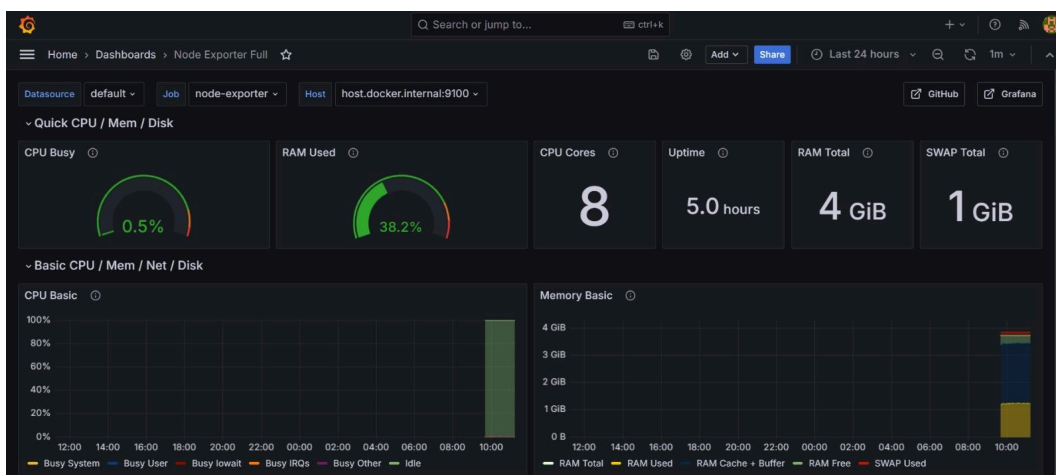 Search or jump to... ctrl+k
Home › Dashboards › Node Exporter Full Add Share Last 24 hours 1m
Datasource default Job node-exporter Host host.docker.internal:9100 GitHub Grafana
Quick CPU / Mem / Disk
CPU Busy RAM Used CPU Cores Uptime RAM Total SWAP Total
0.5% 38.2% 8 5.0 hours 4 GiB 1 GiB
Basic CPU / Mem / Net / Disk
CPU Basic
100%
80%
60%
40%
20%
0%
12:00 14:00 16:00 18:00 20:00 22:00 00:00 02:00 04:00 06:00 08:00 10:00
Busy System Busy User Busy Iowait Busy IRQs Busy Other Idle
Memory Basic
4 GiB
3 GiB
2 GiB
1 GiB
0 B
12:00 14:00 16:00 18:00 20:00 22:00 00:00 02:00 04:00 06:00 08:00 10:00
RAM Total RAM Used RAM Cache + Buffer RAM Free SWAP Used